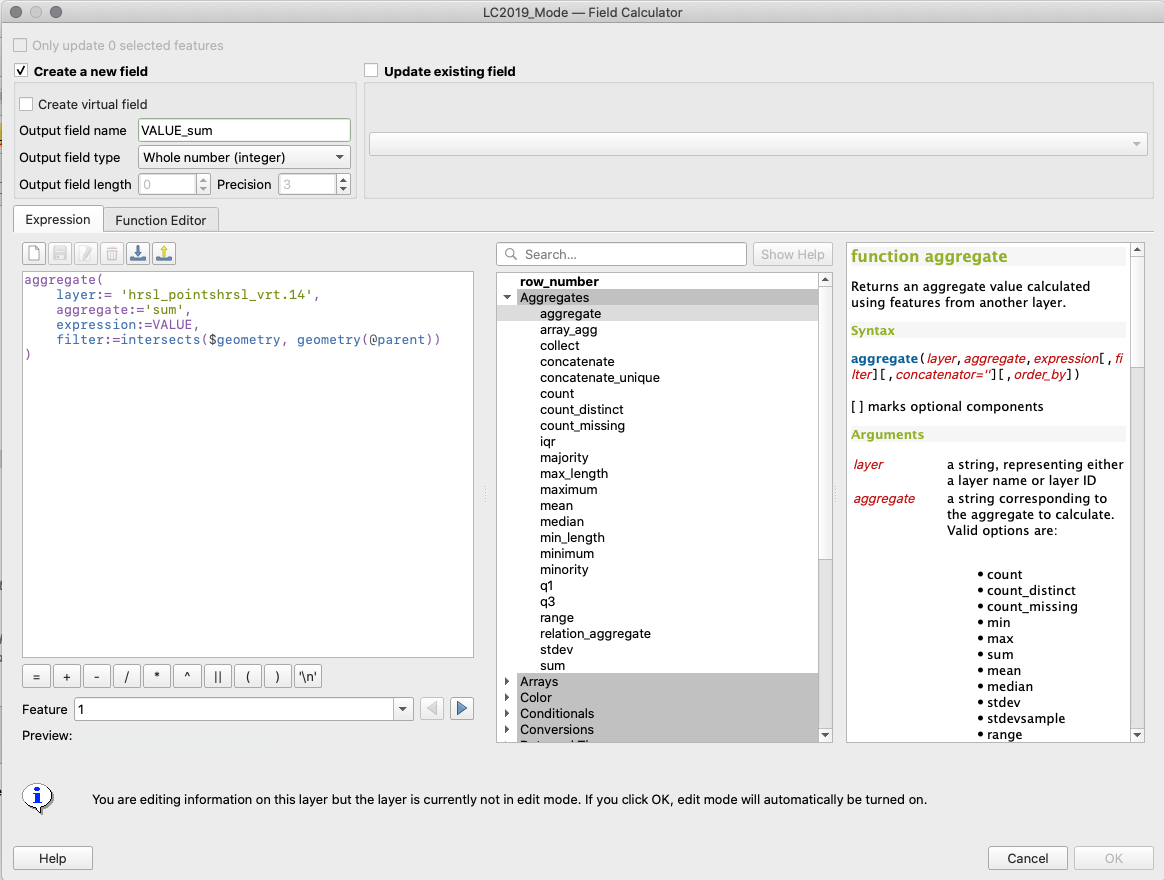 LC2019_Mode — Field Calculator
Only update 0 selected features
Create a new field
Update existing field
Create virtual field
Output field name VALUE_sum
Output field type Whole number (integer)
Output field length 0 Precision 3
Expression Function Editor
Search... Show Help
aggregate(
layer:= 'hrsl_pointshrsl_vrt.14',
aggregate:='sum',
expression:=VALUE,
filter:=intersects($geometry, geometry(@parent))
)
= + - / * ^ || ( ) '\n'
Feature 1
Preview:
row_number
Aggregates
aggregate
array_agg
collect
concatenate
concatenate_unique
count
count_distinct
count_missing
iqr
majority
max_length
maximum
mean
median
min_length
minimum
minority
q1
q3
range
relation_aggregate
stdev
sum
Arrays
Color
Conditionals
Conversions
function aggregate
Returns an aggregate value calculated
using features from another layer.
Syntax
aggregate(layer,aggregate,expression[,fi
lter][,concatenator=''][,order_by])
[ ] marks optional components
Arguments
layer a string, representing either
a layer name or layer ID
aggregate a string corresponding to
the aggregate to calculate.
Valid options are:
• count
• count_distinct
• count_missing
• min
• max
• sum
• mean
• median
• stdev
• stdevsample
• range
You are editing information on this layer but the layer is currently not in edit mode. If you click OK, edit mode will automatically be turned on.
Help Cancel OK